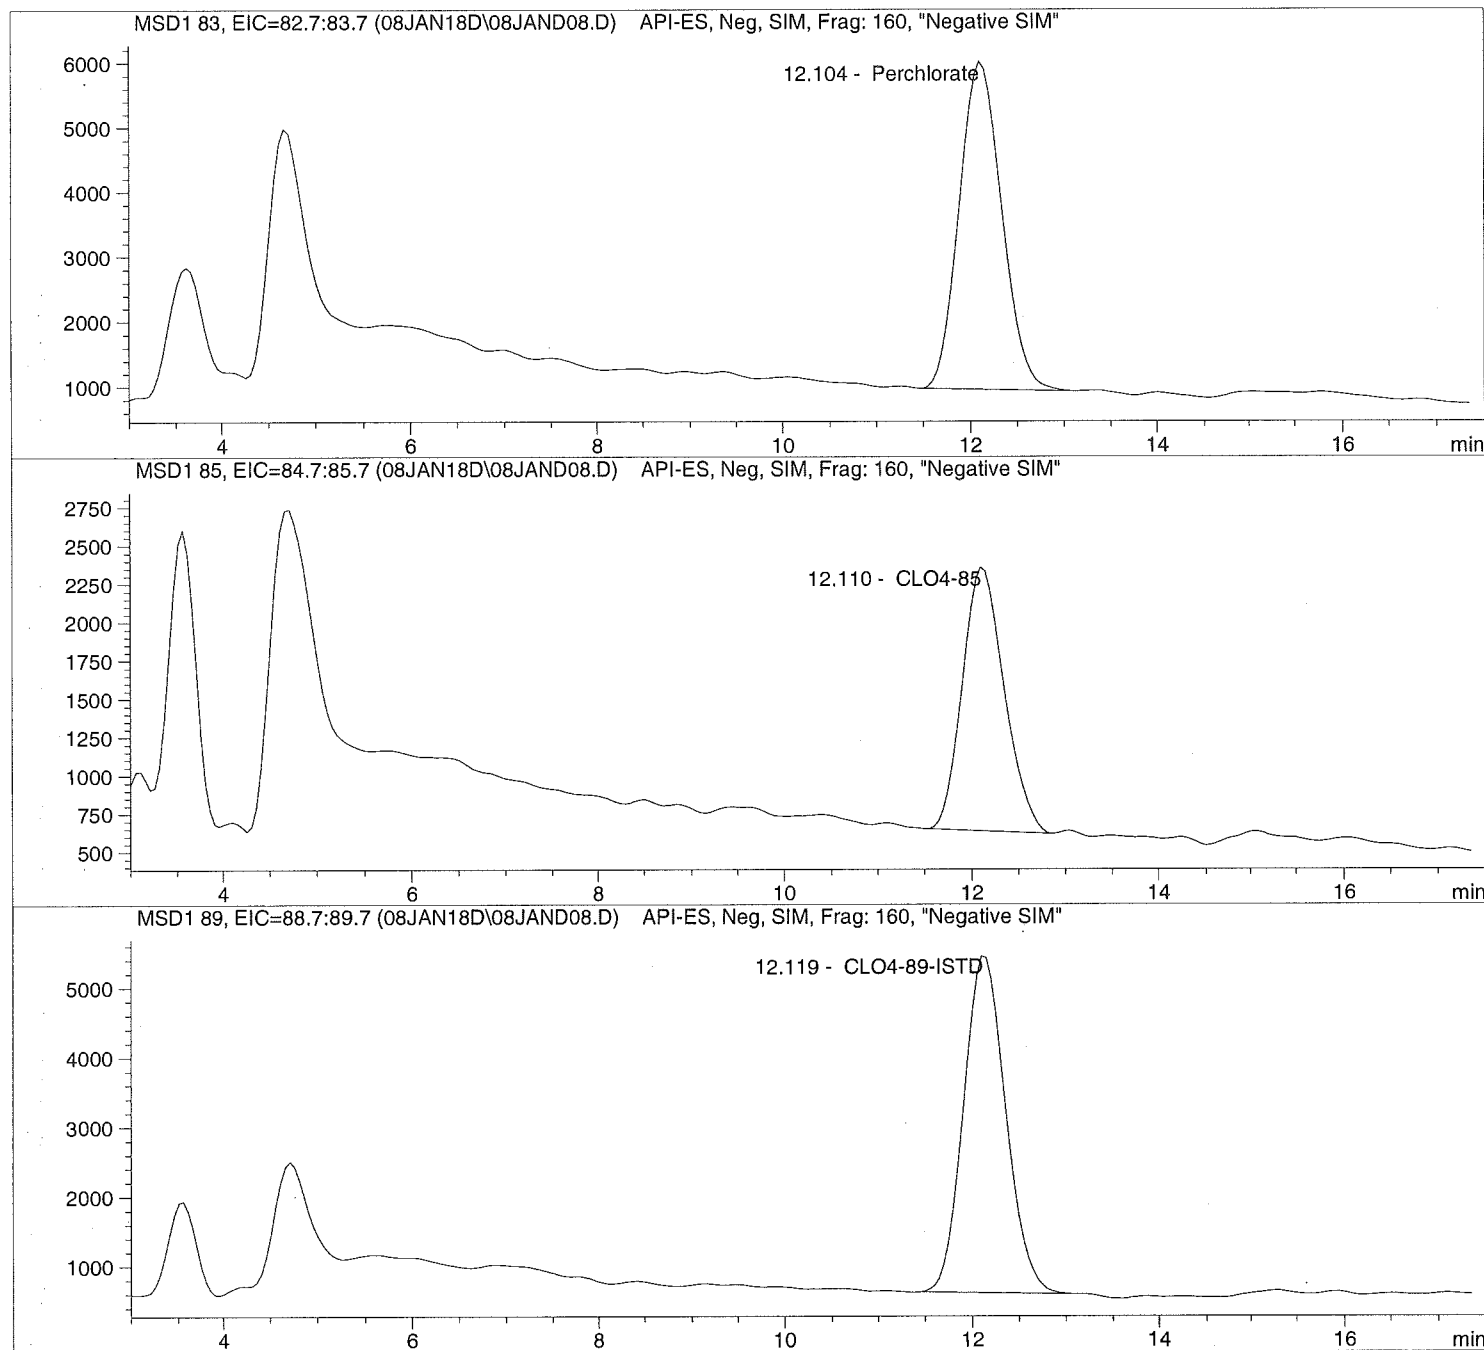 MSD1 83, EIC=82.7:83.7 (08JAN18D\08JAND08.D) API-ES, Neg, SIM, Frag: 160, "Negative SIM"
6000
12.104 - Perchlorate
5000
4000
3000
2000
1000
4 6 8 10 12 14 16 min
MSD1 85, EIC=84.7:85.7 (08JAN18D\08JAND08.D) API-ES, Neg, SIM, Frag: 160, "Negative SIM"
2750
2500
12.110 - CLO4-85
2250
2000
1750
1500
1250
1000
750
500
4 6 8 10 12 14 16 min
MSD1 89, EIC=88.7:89.7 (08JAN18D\08JAND08.D) API-ES, Neg, SIM, Frag: 160, "Negative SIM"
12.119 - CLO4-89-ISTD
5000
4000
3000
2000
1000
4 6 8 10 12 14 16 min